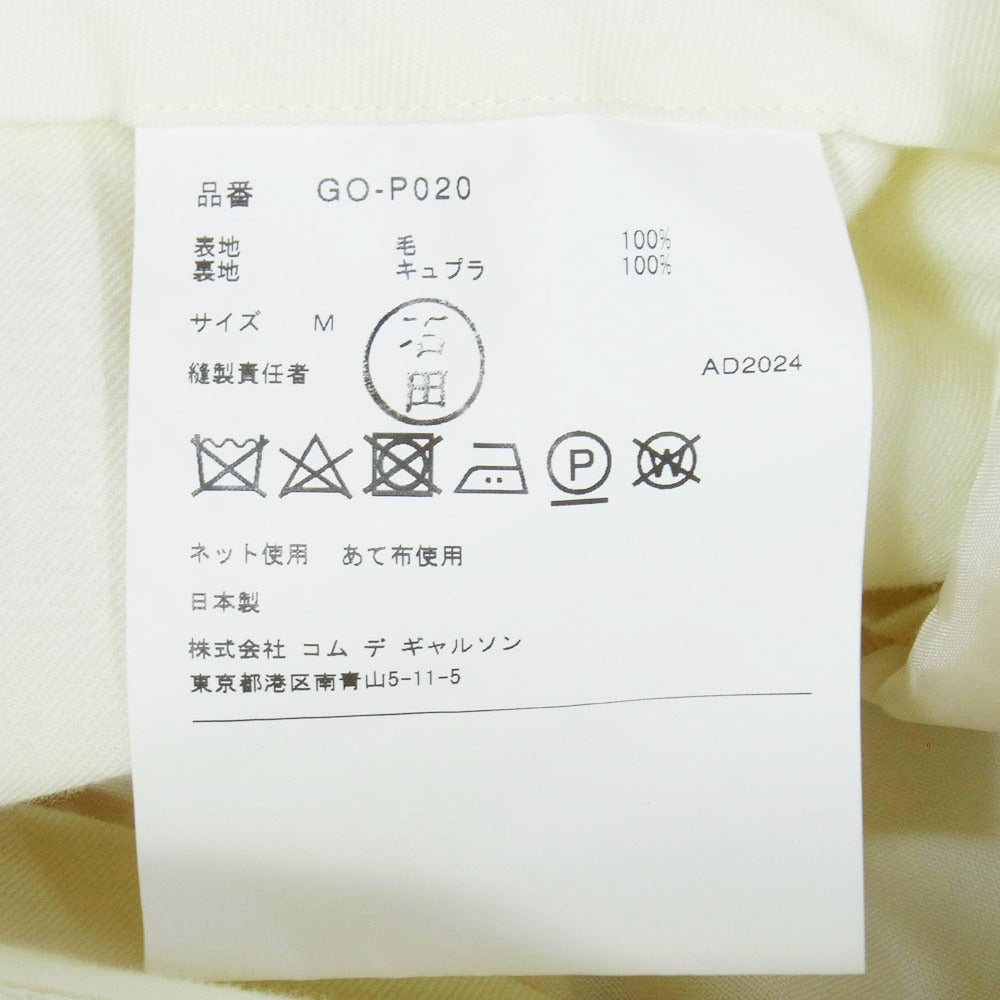 品番 GO-P020
表地 毛 100%
裏地 キュプラ 100%
サイズ M
縫製責任者 AD2024
田
P W
ネット使用 あて布使用
日本製
株式会社 コム デ ギャルソン
東京都港区南青山5-11-5